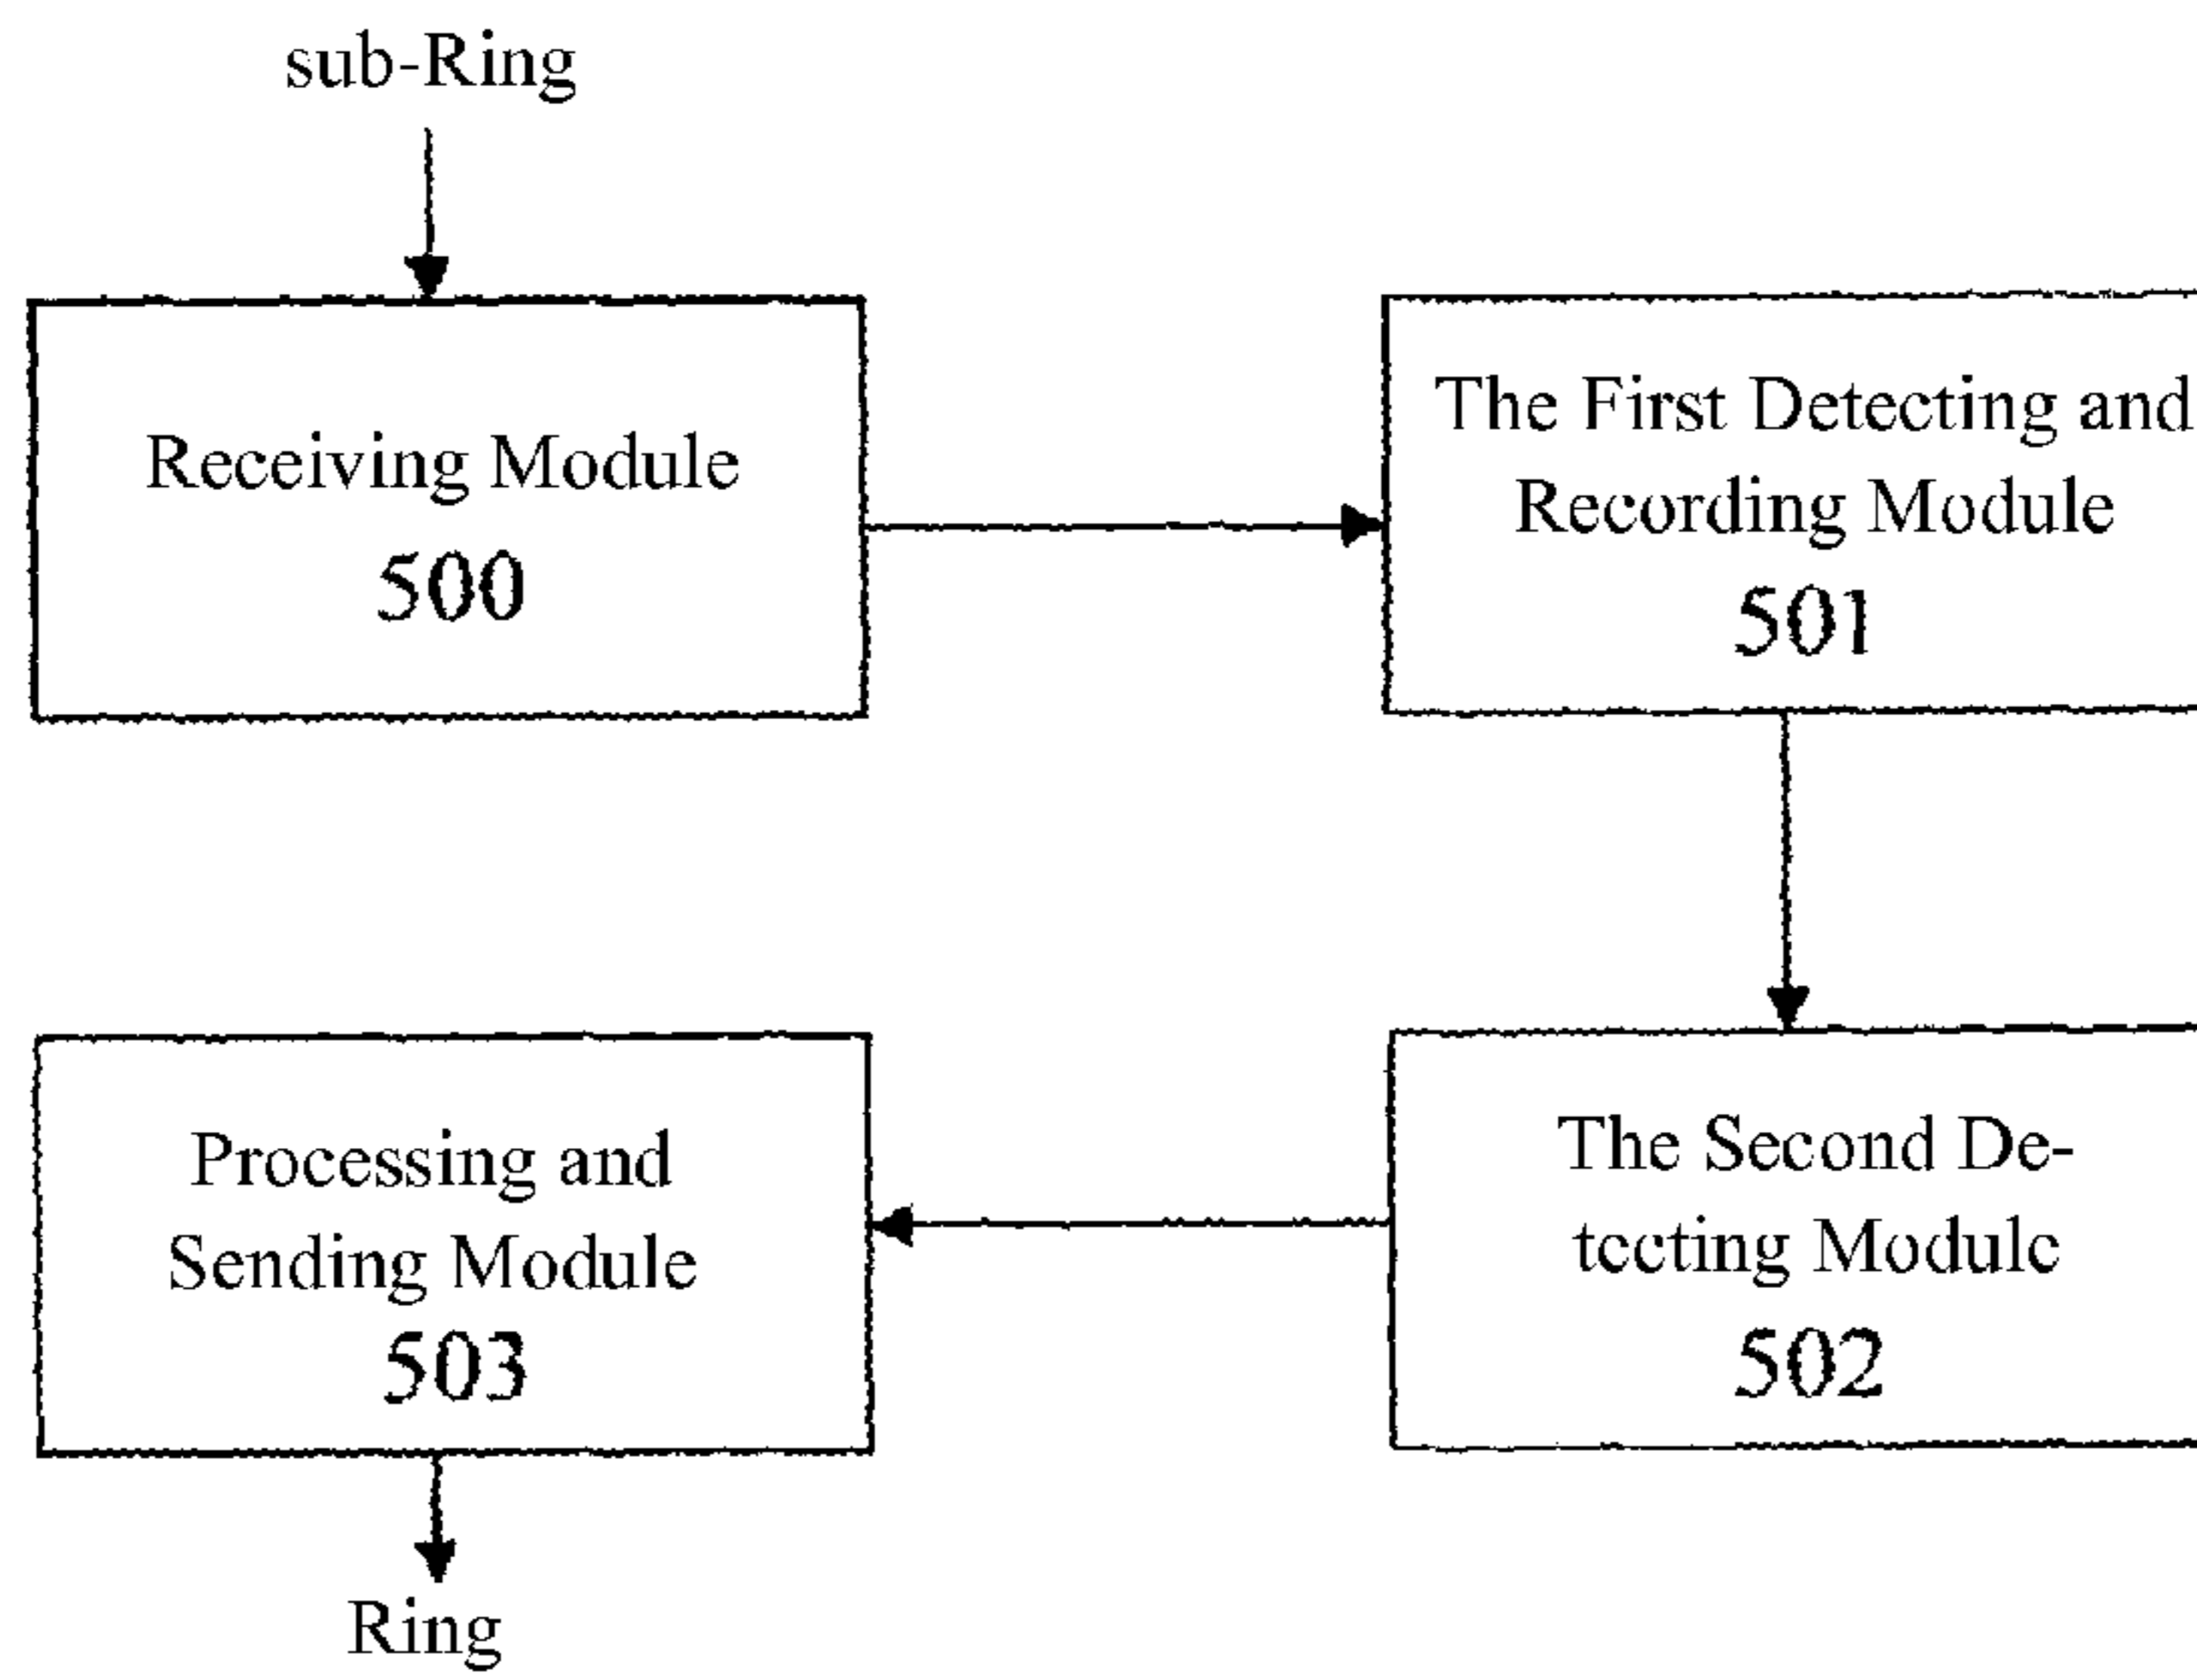 sub-Ring
Receiving Module
500
The First Detecting and
Recording Module
501
The Second De-
tecting Module
502
Processing and
Sending Module
503
Ring